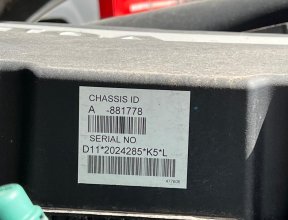 CHASSIS ID
A -881778
SERIAL NO
D11*2024285*K5*L